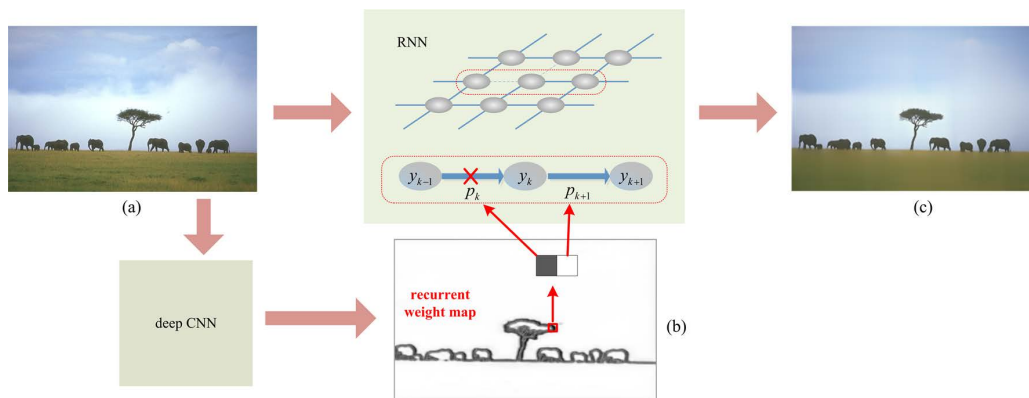 RNN
y_{k-1}
y_k
y_{k+1}
p_k
p_{k+1}
(a)
(c)
deep CNN
recurrent
weight map
(b)